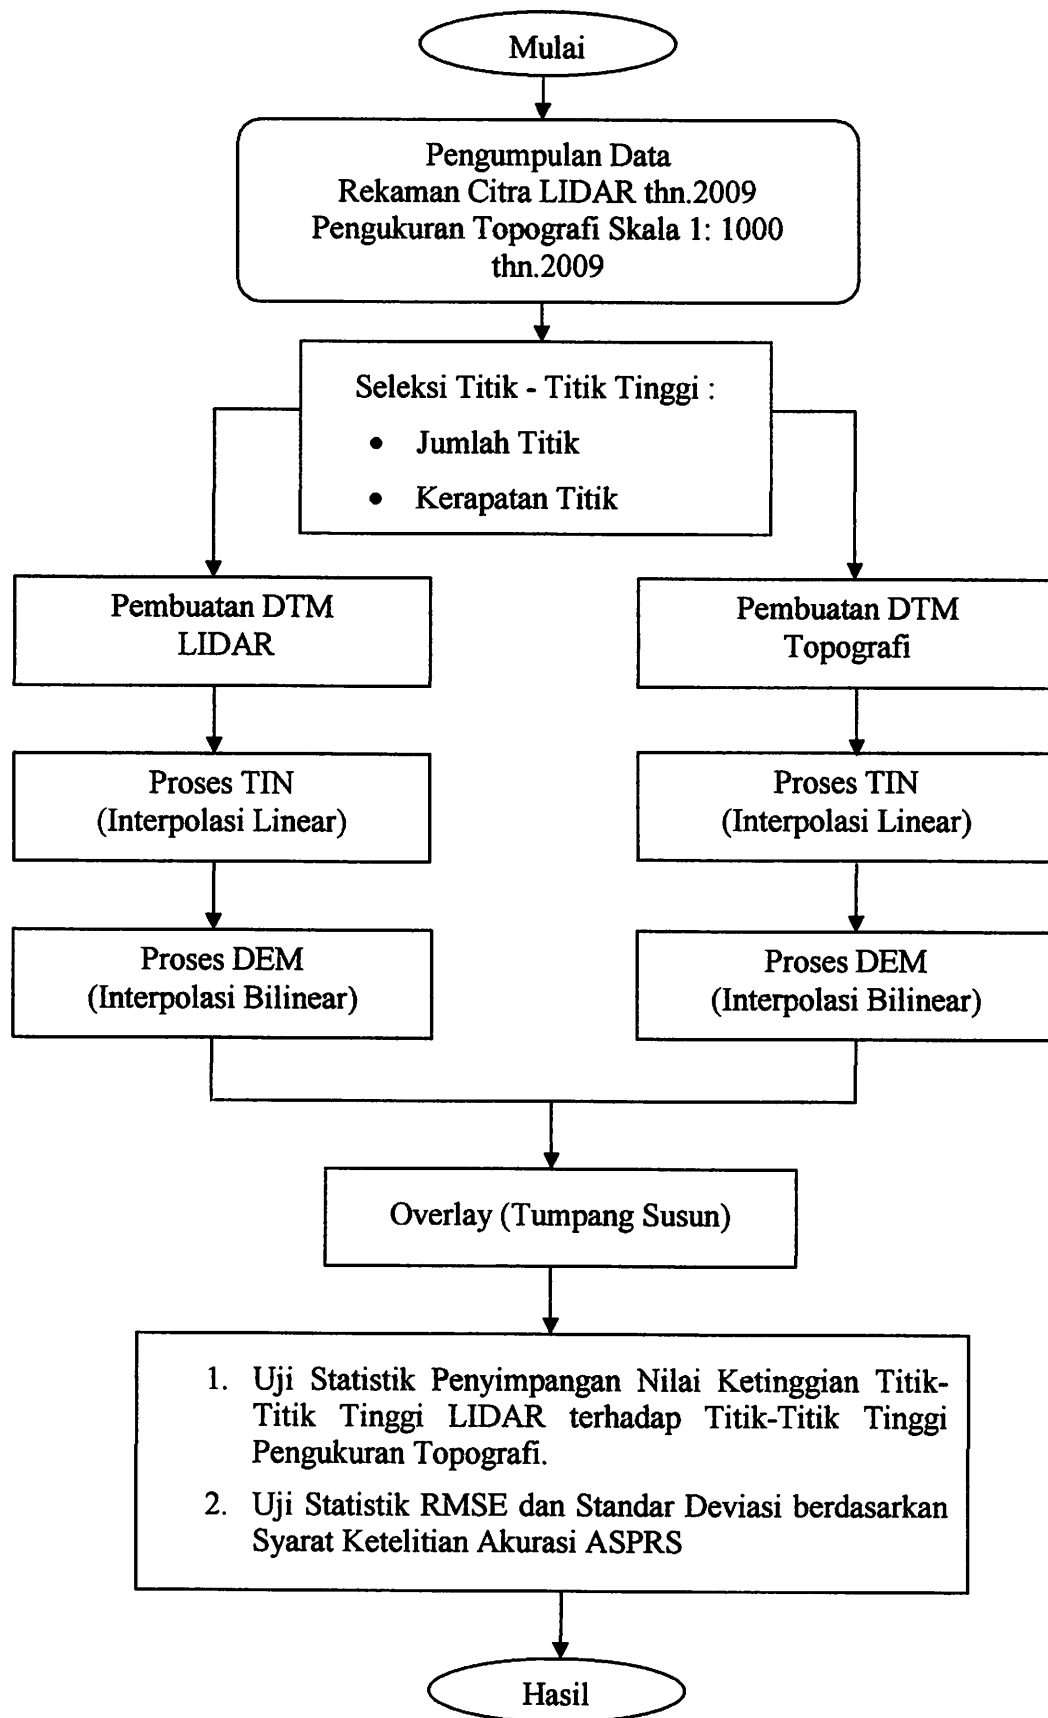 Mulai
Pengumpulan Data
Rekaman Citra LIDAR thn.2009
Pengukuran Topografi Skala 1: 1000
thn.2009
Seleksi Titik - Titik Tinggi :
• Jumlah Titik
• Kerapatan Titik
Pembuatan DTM
LIDAR
Proses TIN
(Interpolasi Linear)
Proses DEM
(Interpolasi Bilinear)
Pembuatan DTM
Topografi
Proses TIN
(Interpolasi Linear)
Proses DEM
(Interpolasi Bilinear)
Overlay (Tumpang Susun)
1. Uji Statistik Penyimpangan Nilai Ketinggian Titik-
Titik Tinggi LIDAR terhadap Titik-Titik Tinggi
Pengukuran Topografi.
2. Uji Statistik RMSE dan Standar Deviasi berdasarkan
Syarat Ketelitian Akurasi ASPRS
Hasil